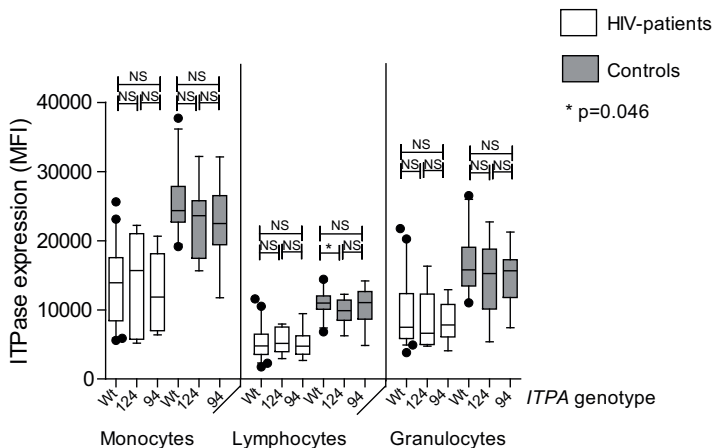 HIV-patients
Controls
* p=0.046
NS NS
NS NS NS NS
NS NS
NS NS * NS
NS NS
NS NS NS NS
ITPase expression (MFI)
40000
30000
20000
10000
0
Wt 124 94 Wt 124 94 Wt 124 94 Wt 124 94 Wt 124 94 Wt 124 94
ITPA genotype
Monocytes Lymphocytes Granulocytes